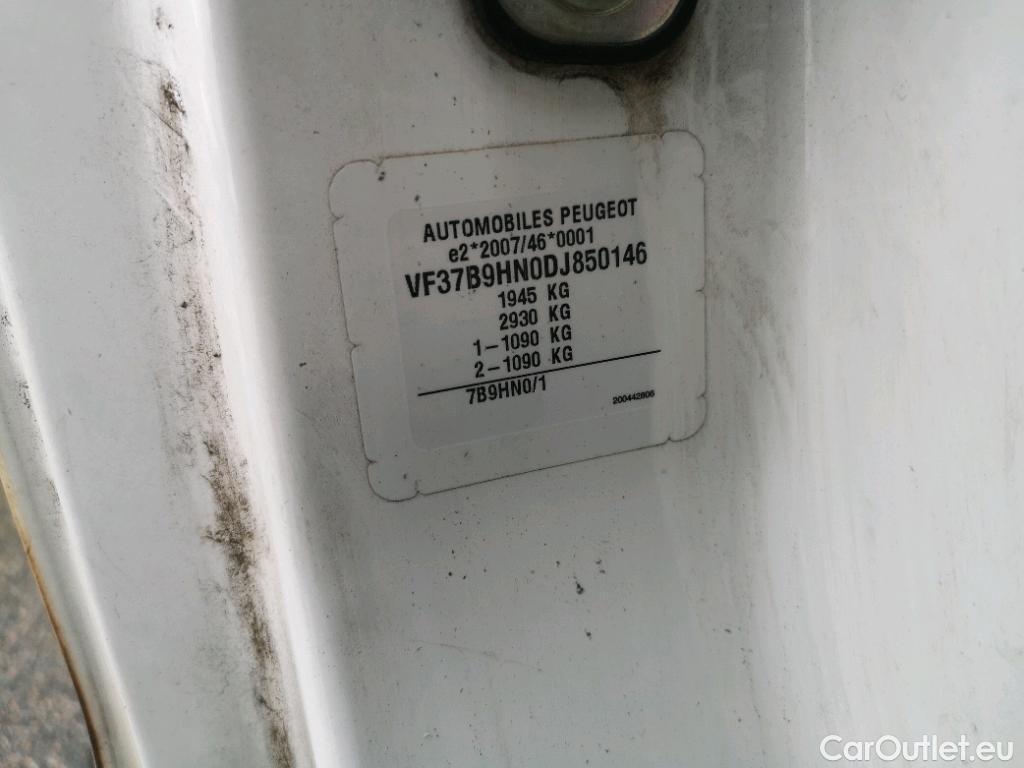 AUTOMOBILES PEUGEOT
e2*2007/46*0001
VF37B9HN0DJ850146
1945 KG
2930 KG
1-1090 KG
2-1090 KG
7B9HN0/1
200442806
CarOutlet.eu